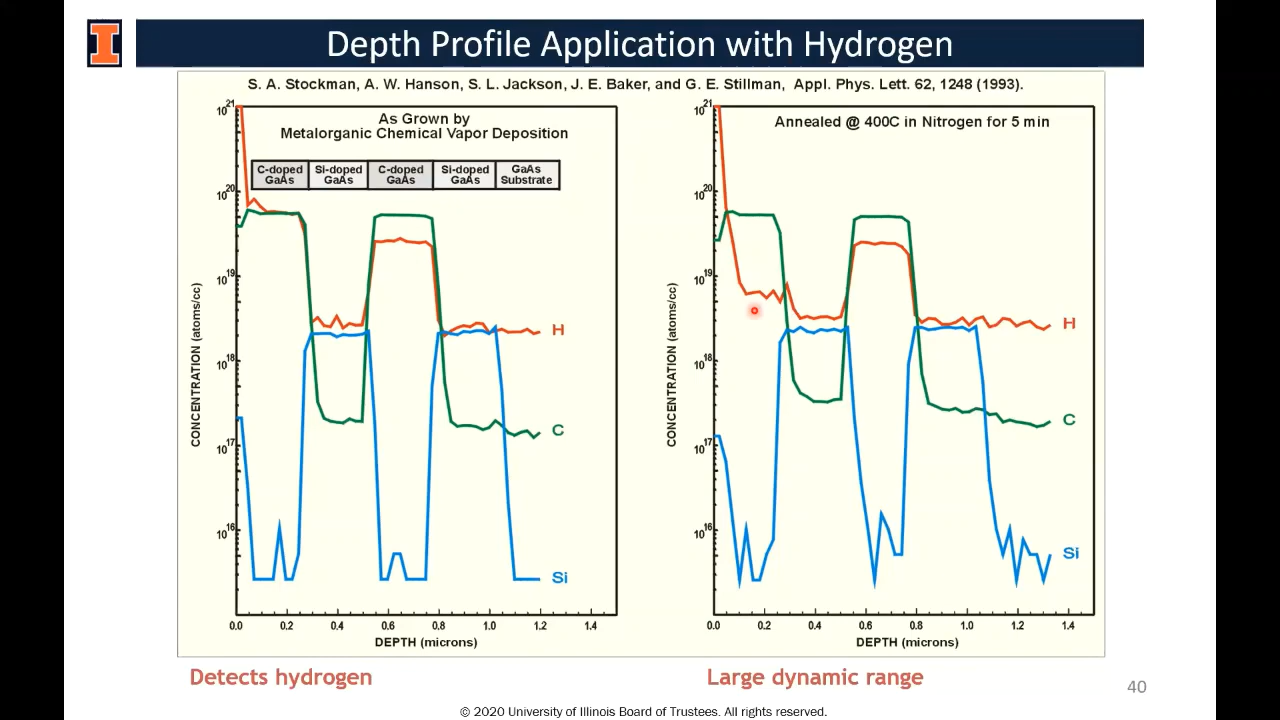 Depth Profile Application with Hydrogen
S. A. Stockman, A. W. Hanson, S. L. Jackson, J. E. Baker, and G. E. Stillman, Appl. Phys. Lett. 62, 1248 (1993).
As Grown by
Metalorganic Chemical Vapor Deposition
C-doped GaAs
Si-doped GaAs
C-doped GaAs
Si-doped GaAs
GaAs Substrate
10^21
10^20
10^19
10^18
10^17
10^16
CONCENTRATION (atoms/cc)
H
C
Si
0.0 0.2 0.4 0.6 0.8 1.0 1.2 1.4
DEPTH (microns)
Annealed @ 400C in Nitrogen for 5 min
10^21
10^20
10^19
10^18
10^17
10^16
CONCENTRATION (atoms/cc)
H
C
Si
0.0 0.2 0.4 0.6 0.8 1.0 1.2 1.4
DEPTH (microns)
Detects hydrogen
Large dynamic range
40
© 2020 University of Illinois Board of Trustees. All rights reserved.